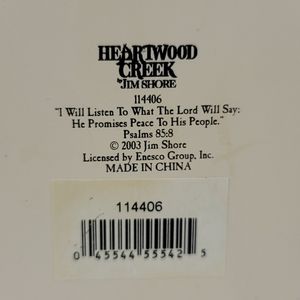 HEARTWOOD
CREEK
by JIM SHORE
114406
"I Will Listen To What The Lord Will Say:
He Promises Peace To His People."
Psalms 85:8
© 2003 Jim Shore
Licensed by Enesco Group, Inc.
MADE IN CHINA
114406
0 45544 55542 5